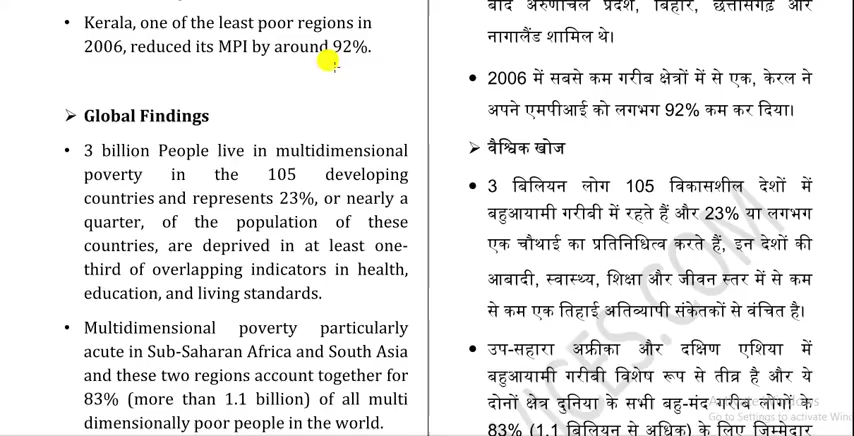 • Kerala, one of the least poor regions in
2006, reduced its MPI by around 92%.
➢ Global Findings
• 3 billion People live in multidimensional
poverty in the 105 developing
countries and represents 23%, or nearly a
quarter, of the population of these
countries, are deprived in at least one-
third of overlapping indicators in health,
education, and living standards.
• Multidimensional poverty particularly
acute in Sub-Saharan Africa and South Asia
and these two regions account together for
83% (more than 1.1 billion) of all multi
dimensionally poor people in the world.
बाद अरुणाचल प्रदेश, बिहार, छत्तीसगढ़ और
नागालैंड शामिल थे।
• 2006 में सबसे कम गरीब क्षेत्रों में से एक, केरल ने
अपने एमपीआई को लगभग 92% कम कर दिया।
➢ वैश्विक खोज
• 3 बिलियन लोग 105 विकासशील देशों में
बहुआयामी गरीबी में रहते हैं और 23% या लगभग
एक चौथाई का प्रतिनिधित्व करते हैं, इन देशों की
आबादी, स्वास्थ्य, शिक्षा और जीवन स्तर में से कम
से कम एक तिहाई अतिव्यापी संकेतकों से वंचित है।
• उप-सहारा अफ्रीका और दक्षिण एशिया में
बहुआयामी गरीबी विशेष रूप से तीव्र है और ये
दोनों क्षेत्र दुनिया के सभी बहु-मंद गरीब लोगों के
83% (1.1 बिलियन से अधिक) के लिए जिम्मेदार
Go to Settings to activate Win